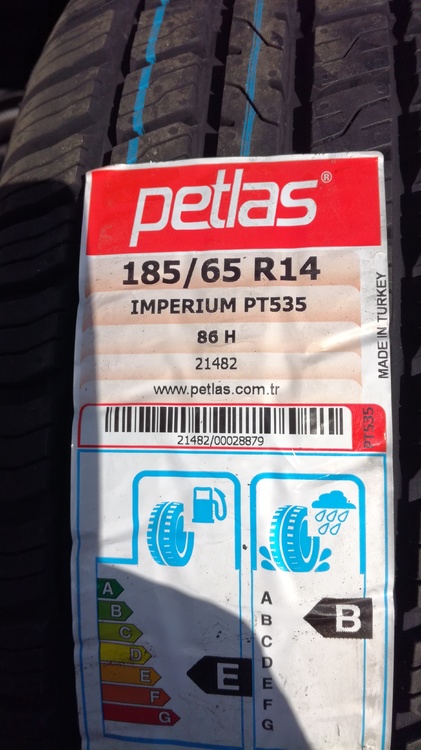 petlas®
185/65 R14
IMPERIUM PT535
86 H
21482
www.petlas.com.tr
MADE IN TURKEY
21482/00028879
PT535
A
B
C
D
E
F
G
E
A
B
C
D
E
F
G
B